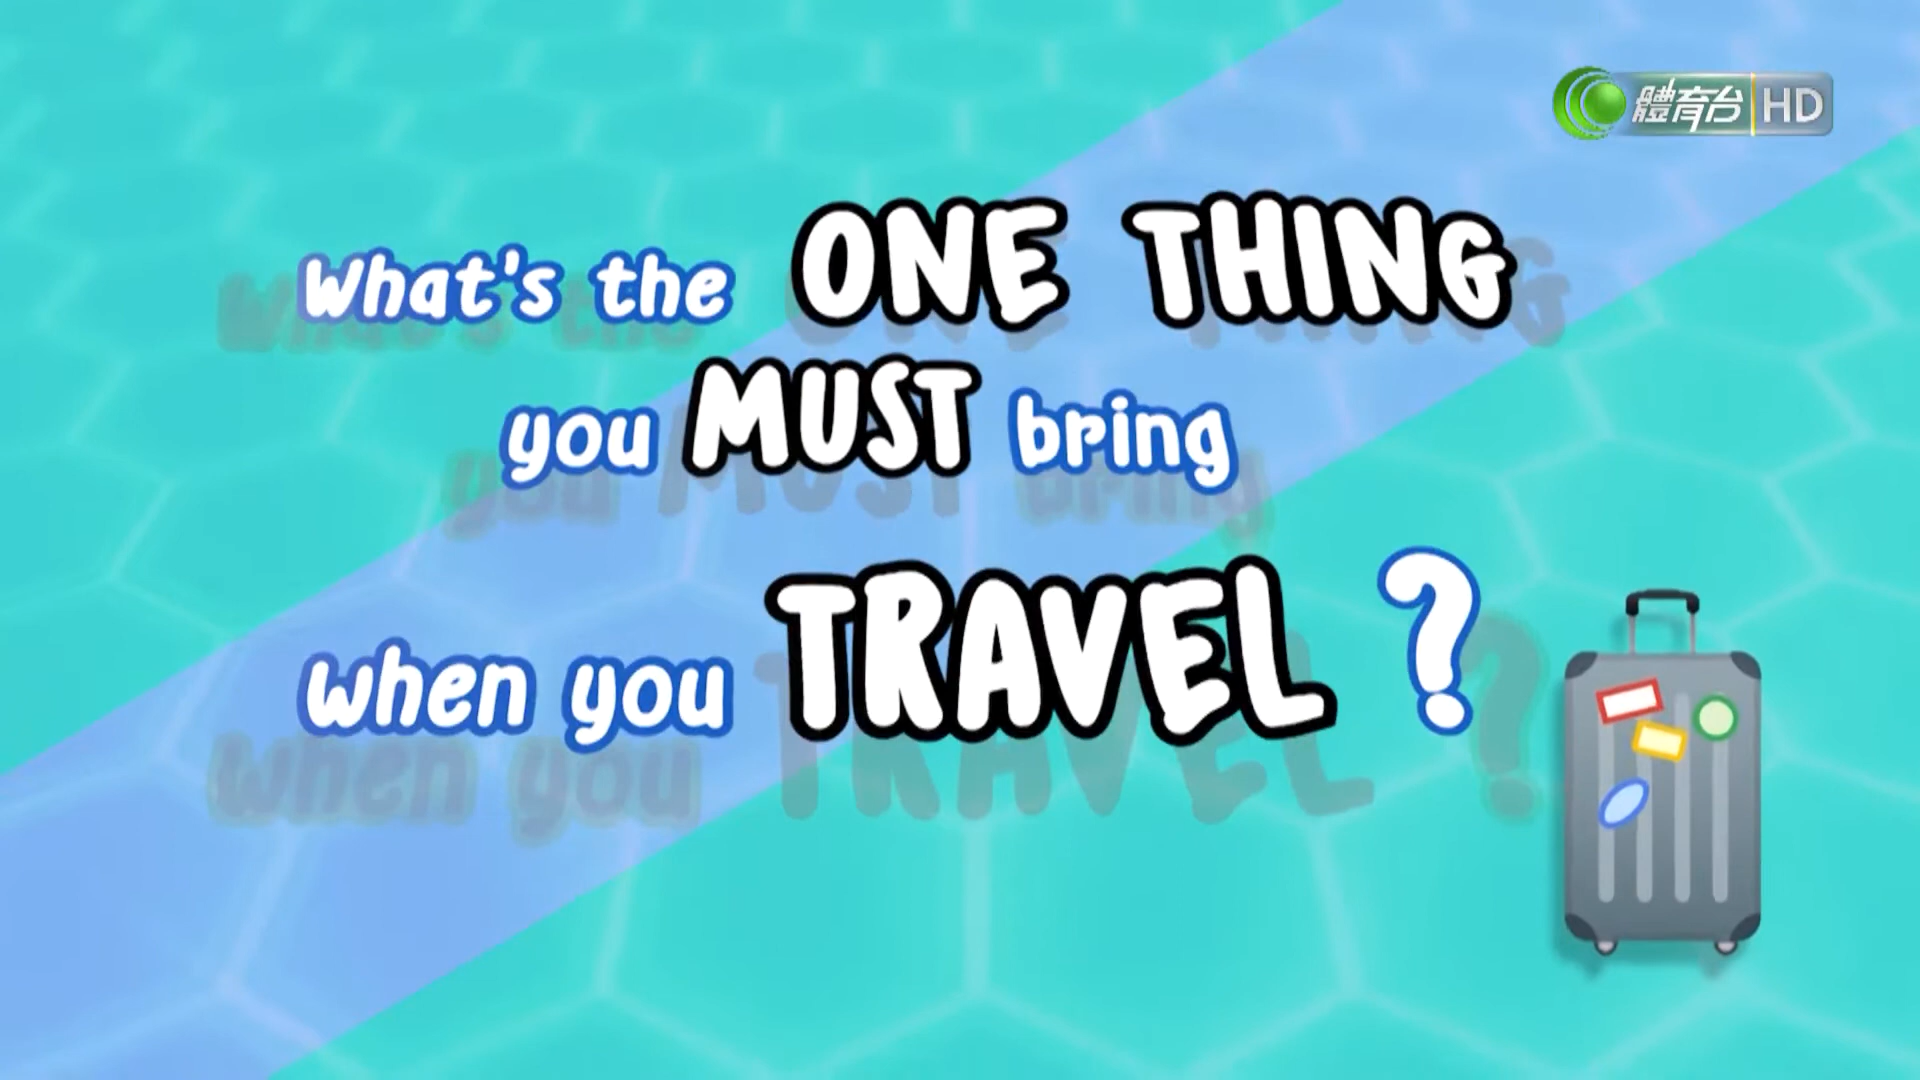 體育台 HD
What's the ONE THING
you MUST bring
when you TRAVEL ?